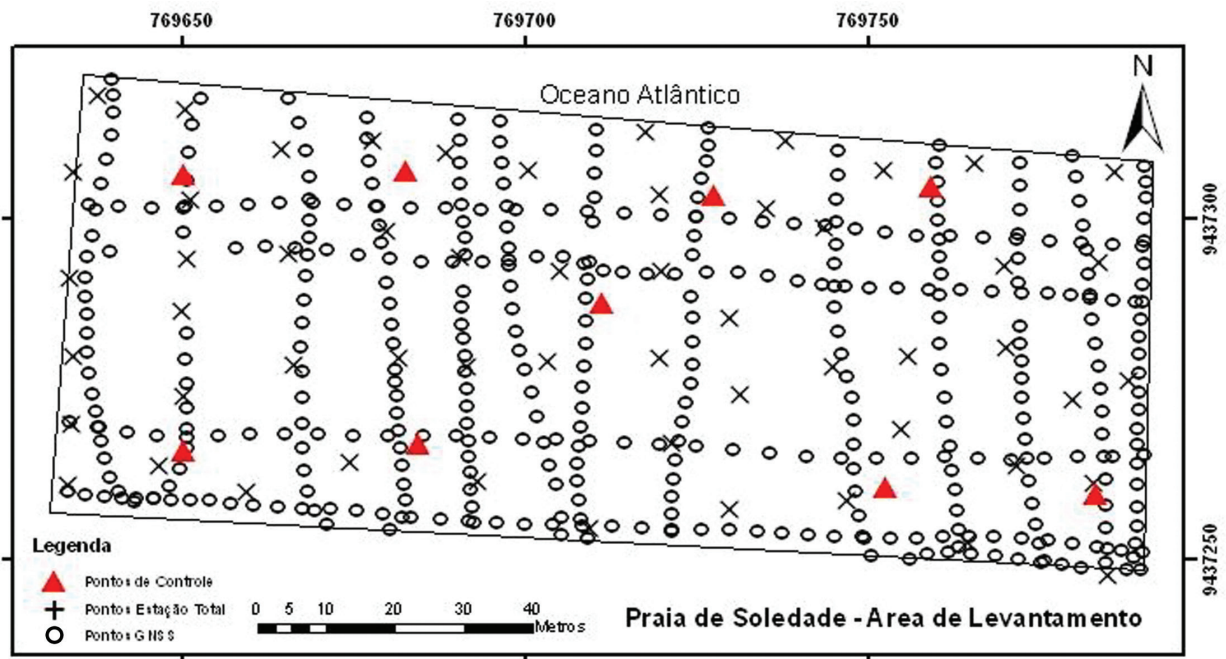 769650 769700 769750
N
Oceano Atlântico
9437300
9437250
Legenda
Pontos de Controle
Pontos Estação Total
Pontos GNSS
0 5 10 20 30 40
Metros
Praia de Soledade - Area de Levantamento